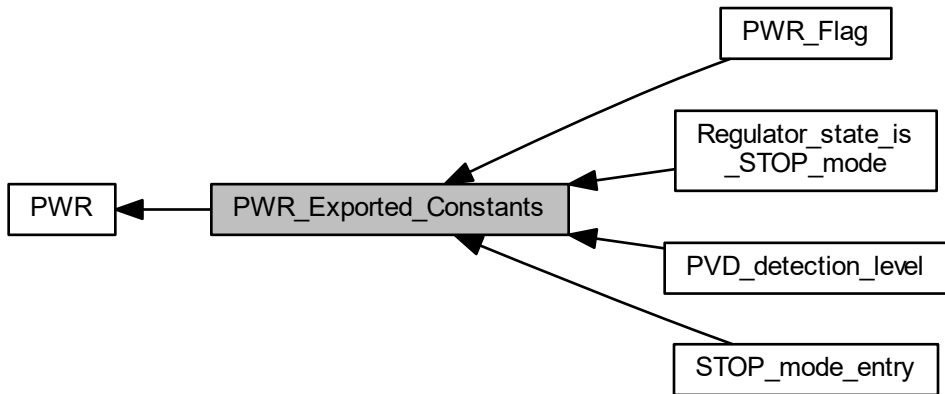 PWR_Flag
Regulator_state_is
_STOP_mode
PWR
PWR_Exported_Constants
PVD_detection_level
STOP_mode_entry